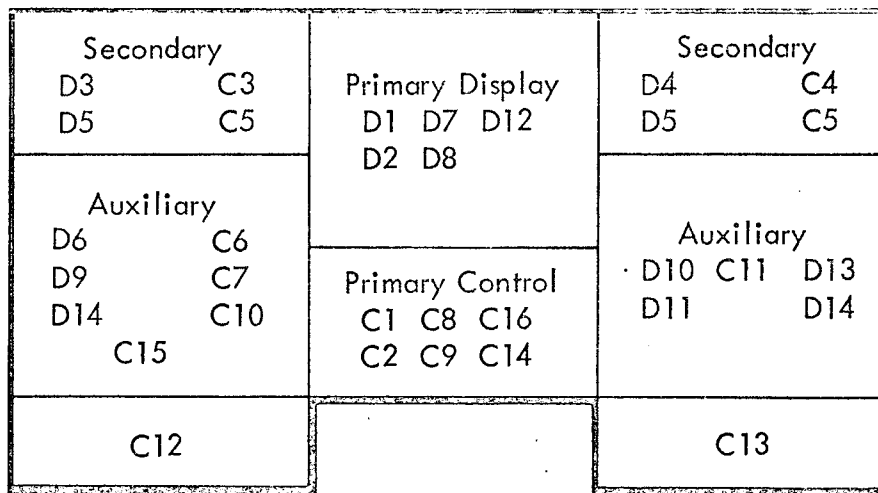 Secondary
D3 C3
D5 C5
Auxiliary
D6 C6
D9 C7
D14 C10
C15
C12
Primary Display
D1 D7 D12
D2 D8
Primary Control
C1 C8 C16
C2 C9 C14
Secondary
D4 C4
D5 C5
Auxiliary
D10 C11 D13
D11 D14
C13